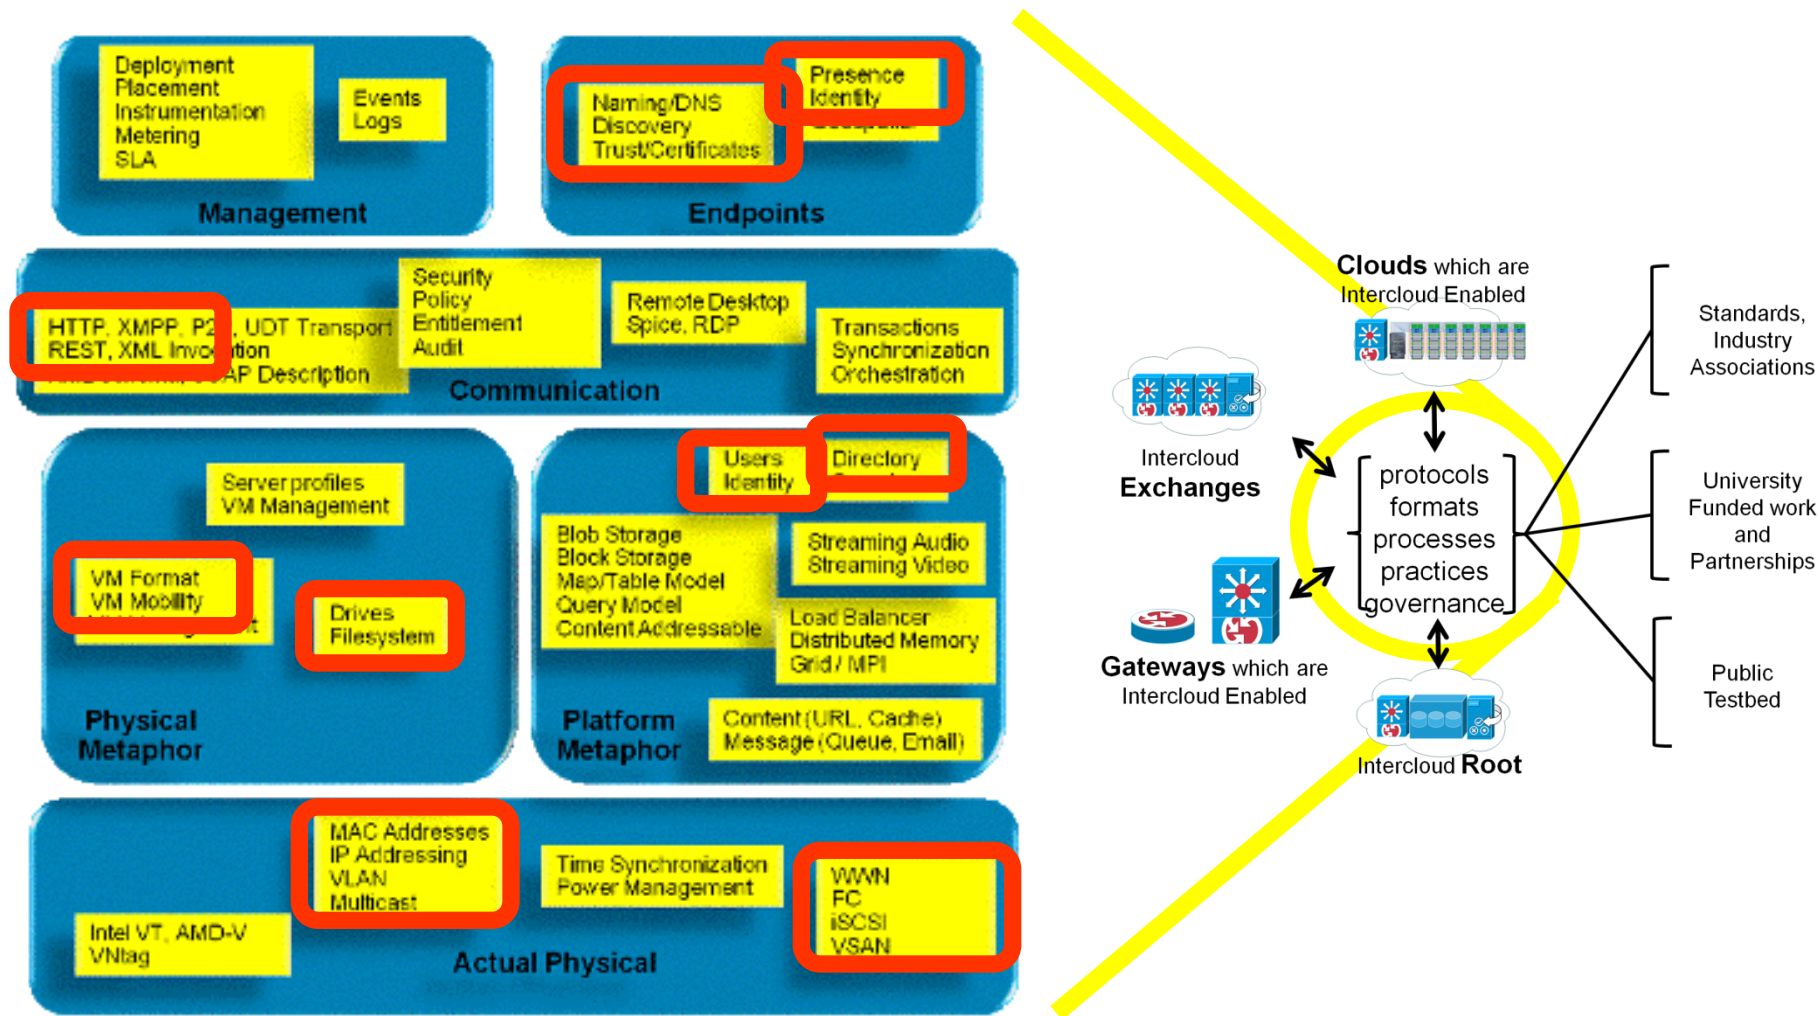 Deployment
Placement
Instrumentation
Metering
SLA
Events
Logs
Management
Naming/DNS
Discovery
Trust/Certificates
Presence
Identity
Endpoints
HTTP, XMPP, UDT Transport
REST, XML Invocation
Description
Security
Policy
Entitlement
Audit
Remote Desktop
Spice, RDP
Transactions
Synchronization
Orchestration
Communication
Server profiles
VM Management
VM Format
VM Mobility
Drives
Filesystem
Physical
Metaphor
Users
Identity
Directory
Blob Storage
Block Storage
Map/Table Model
Query Model
Content Addressable
Streaming Audio
Streaming Video
Load Balancer
Distributed Memory
Grid / MPI
Content (URL, Cache)
Message (Queue, Email)
Platform
Metaphor
MAC Addresses
IP Addressing
VLAN
Multicast
Time Synchronization
Power Management
WWN
FC
iSCSI
VSAN
Intel VT, AMD-V
VNtag
Actual Physical
Clouds which are
Intercloud Enabled
Intercloud
Exchanges
Gateways which are
Intercloud Enabled
Intercloud Root
protocols
formats
processes
practices
governance
Standards,
Industry
Associations
University
Funded work
and
Partnerships
Public
Testbed